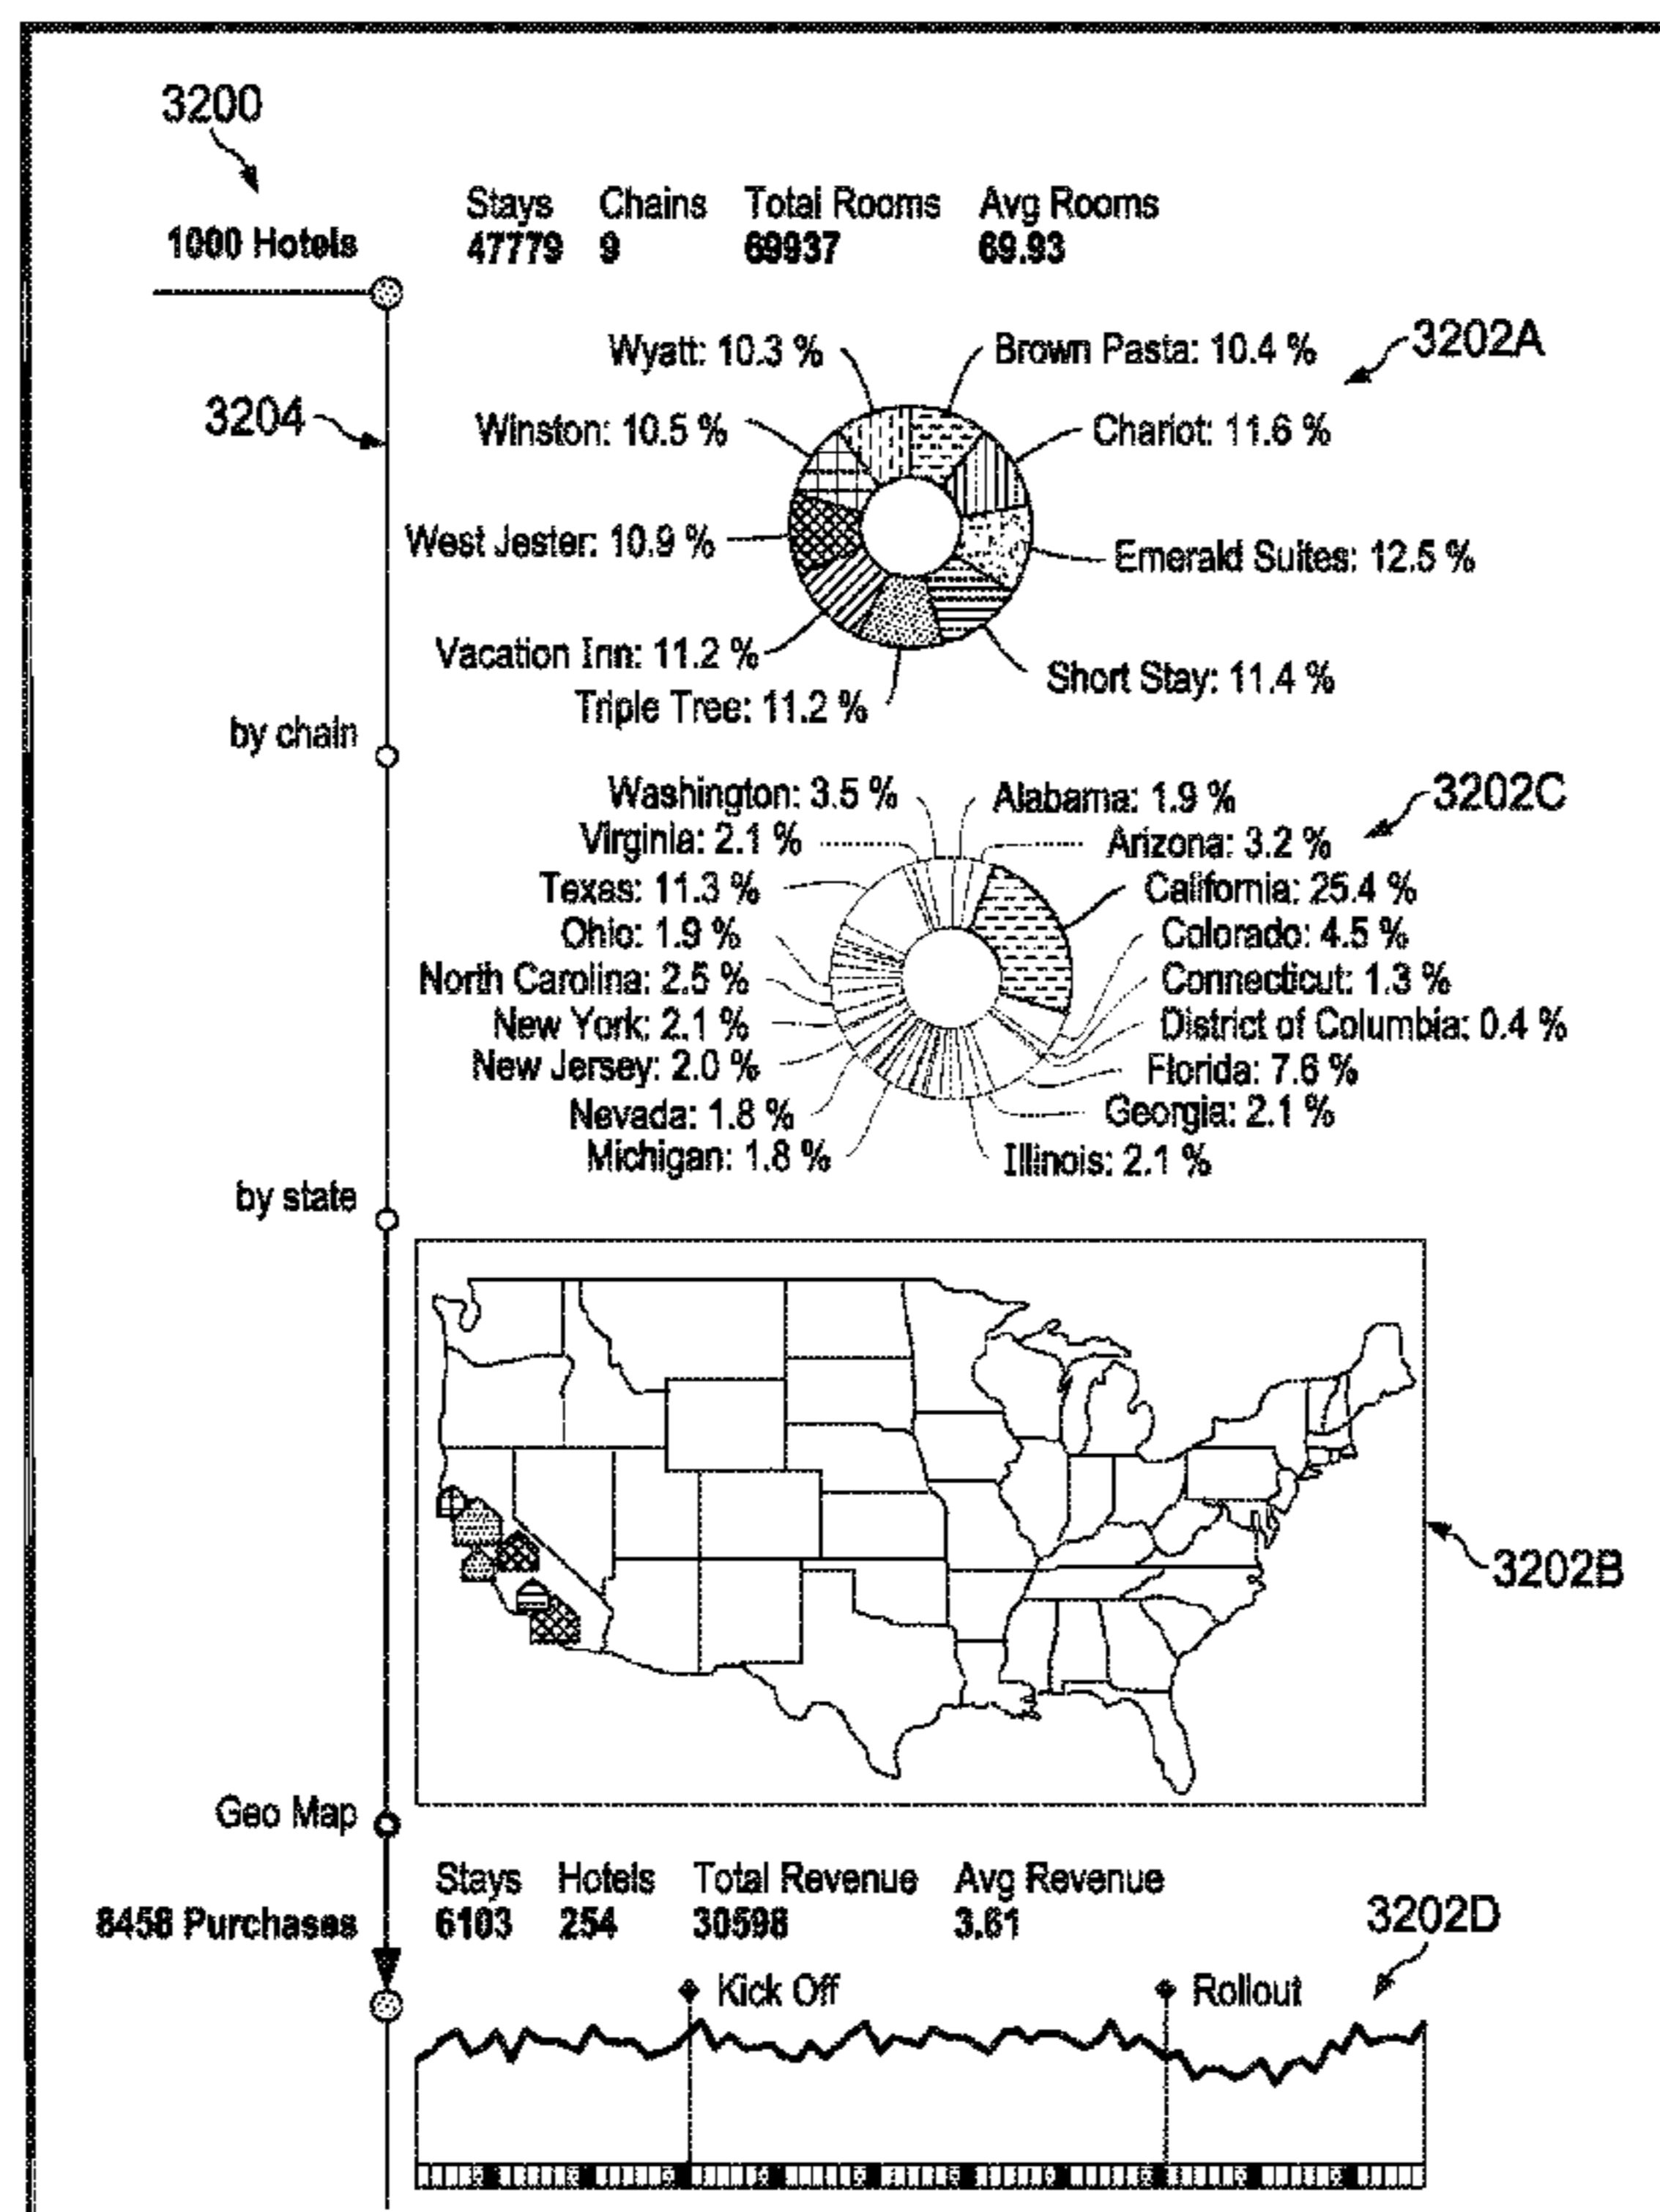 3200
Stays Chains Total Rooms Avg Rooms
1000 Hotels 47779 9 69937 69.93
Wyatt: 10.3 % Brown Pasta: 10.4 % 3202A
3204 Winston: 10.5 % Chariot: 11.6 %
West Jester: 10.9 % Emerald Suites: 12.5 %
Vacation Inn: 11.2 % Short Stay: 11.4 %
Triple Tree: 11.2 %
by chain
Washington: 3.5 % Alabama: 1.9 % 3202C
Virginia: 2.1 % Arizona: 3.2 %
Texas: 11.3 % California: 25.4 %
Ohio: 1.9 % Colorado: 4.5 %
North Carolina: 2.5 % Connecticut: 1.3 %
New York: 2.1 % District of Columbia: 0.4 %
New Jersey: 2.0 % Florida: 7.6 %
Nevada: 1.8 % Georgia: 2.1 %
Michigan: 1.8 % Illinois: 2.1 %
by state
3202B
Geo Map
Stays Hotels Total Revenue Avg Revenue
8458 Purchases 6103 254 30598 3.61 3202D
Kick Off Rollout